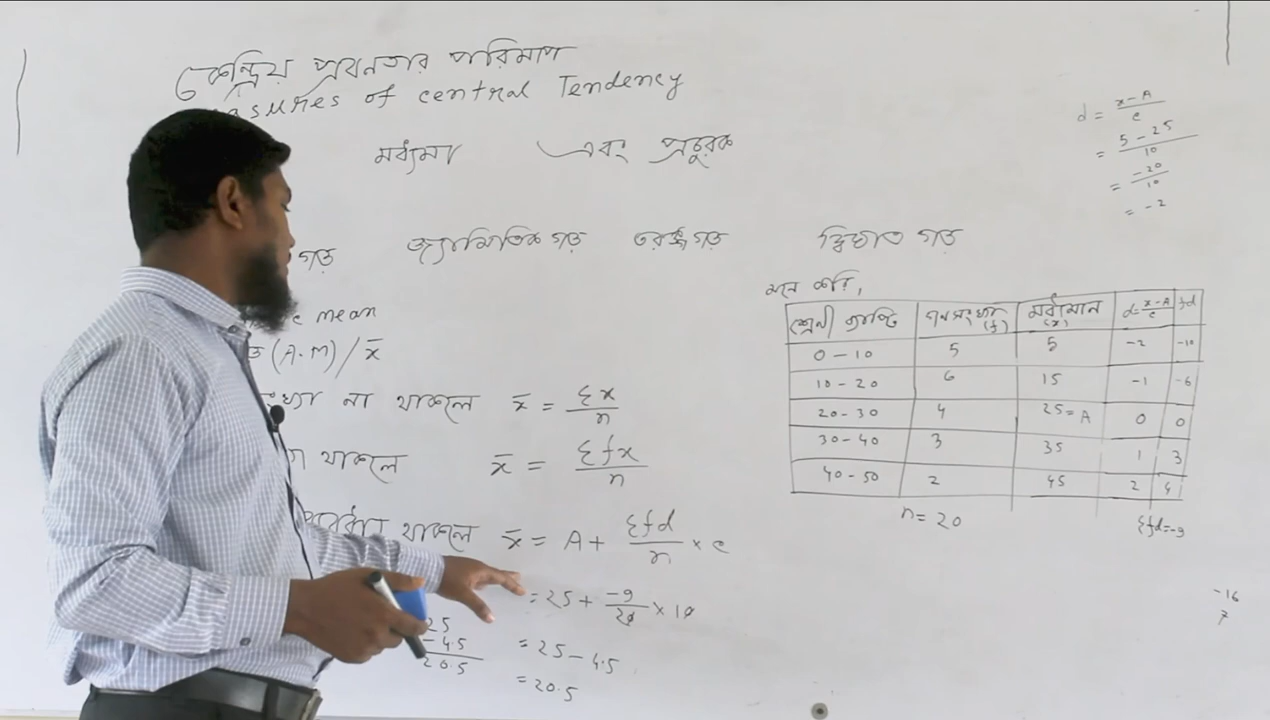 কেন্দ্রিয় প্রবনতার পরিমাপ
asures of central Tendency
মধ্যমা এবং প্রচুরক
গড় জ্যামিতিক গড় তরঙ্গ গড় দ্বিঘাত গড়
mean
(A.M) / x̄
না থাকলে x̄ = Σx / n
থাকলে x̄ = Σfx / n
থাকলে x̄ = A + Σfd / n × c
= 25 + -9 / 20 × 10
= 25 - 4.5
= 20.5
25
- 4.5
20.5
d = x - A / c
= 5 - 25 / 10
= -20 / 10
= -2
মনে করি,
শ্রেণী ব্যাপ্তি গনসংখ্যা (f) মধ্যমান (x) d = x-A / c fd
0 - 10 5 5 -2 -10
10 - 20 6 15 -1 -6
20 - 30 4 25 = A 0 0
30 - 40 3 35 1 3
40 - 50 2 45 2 4
n = 20 Σfd = -9
-16
7